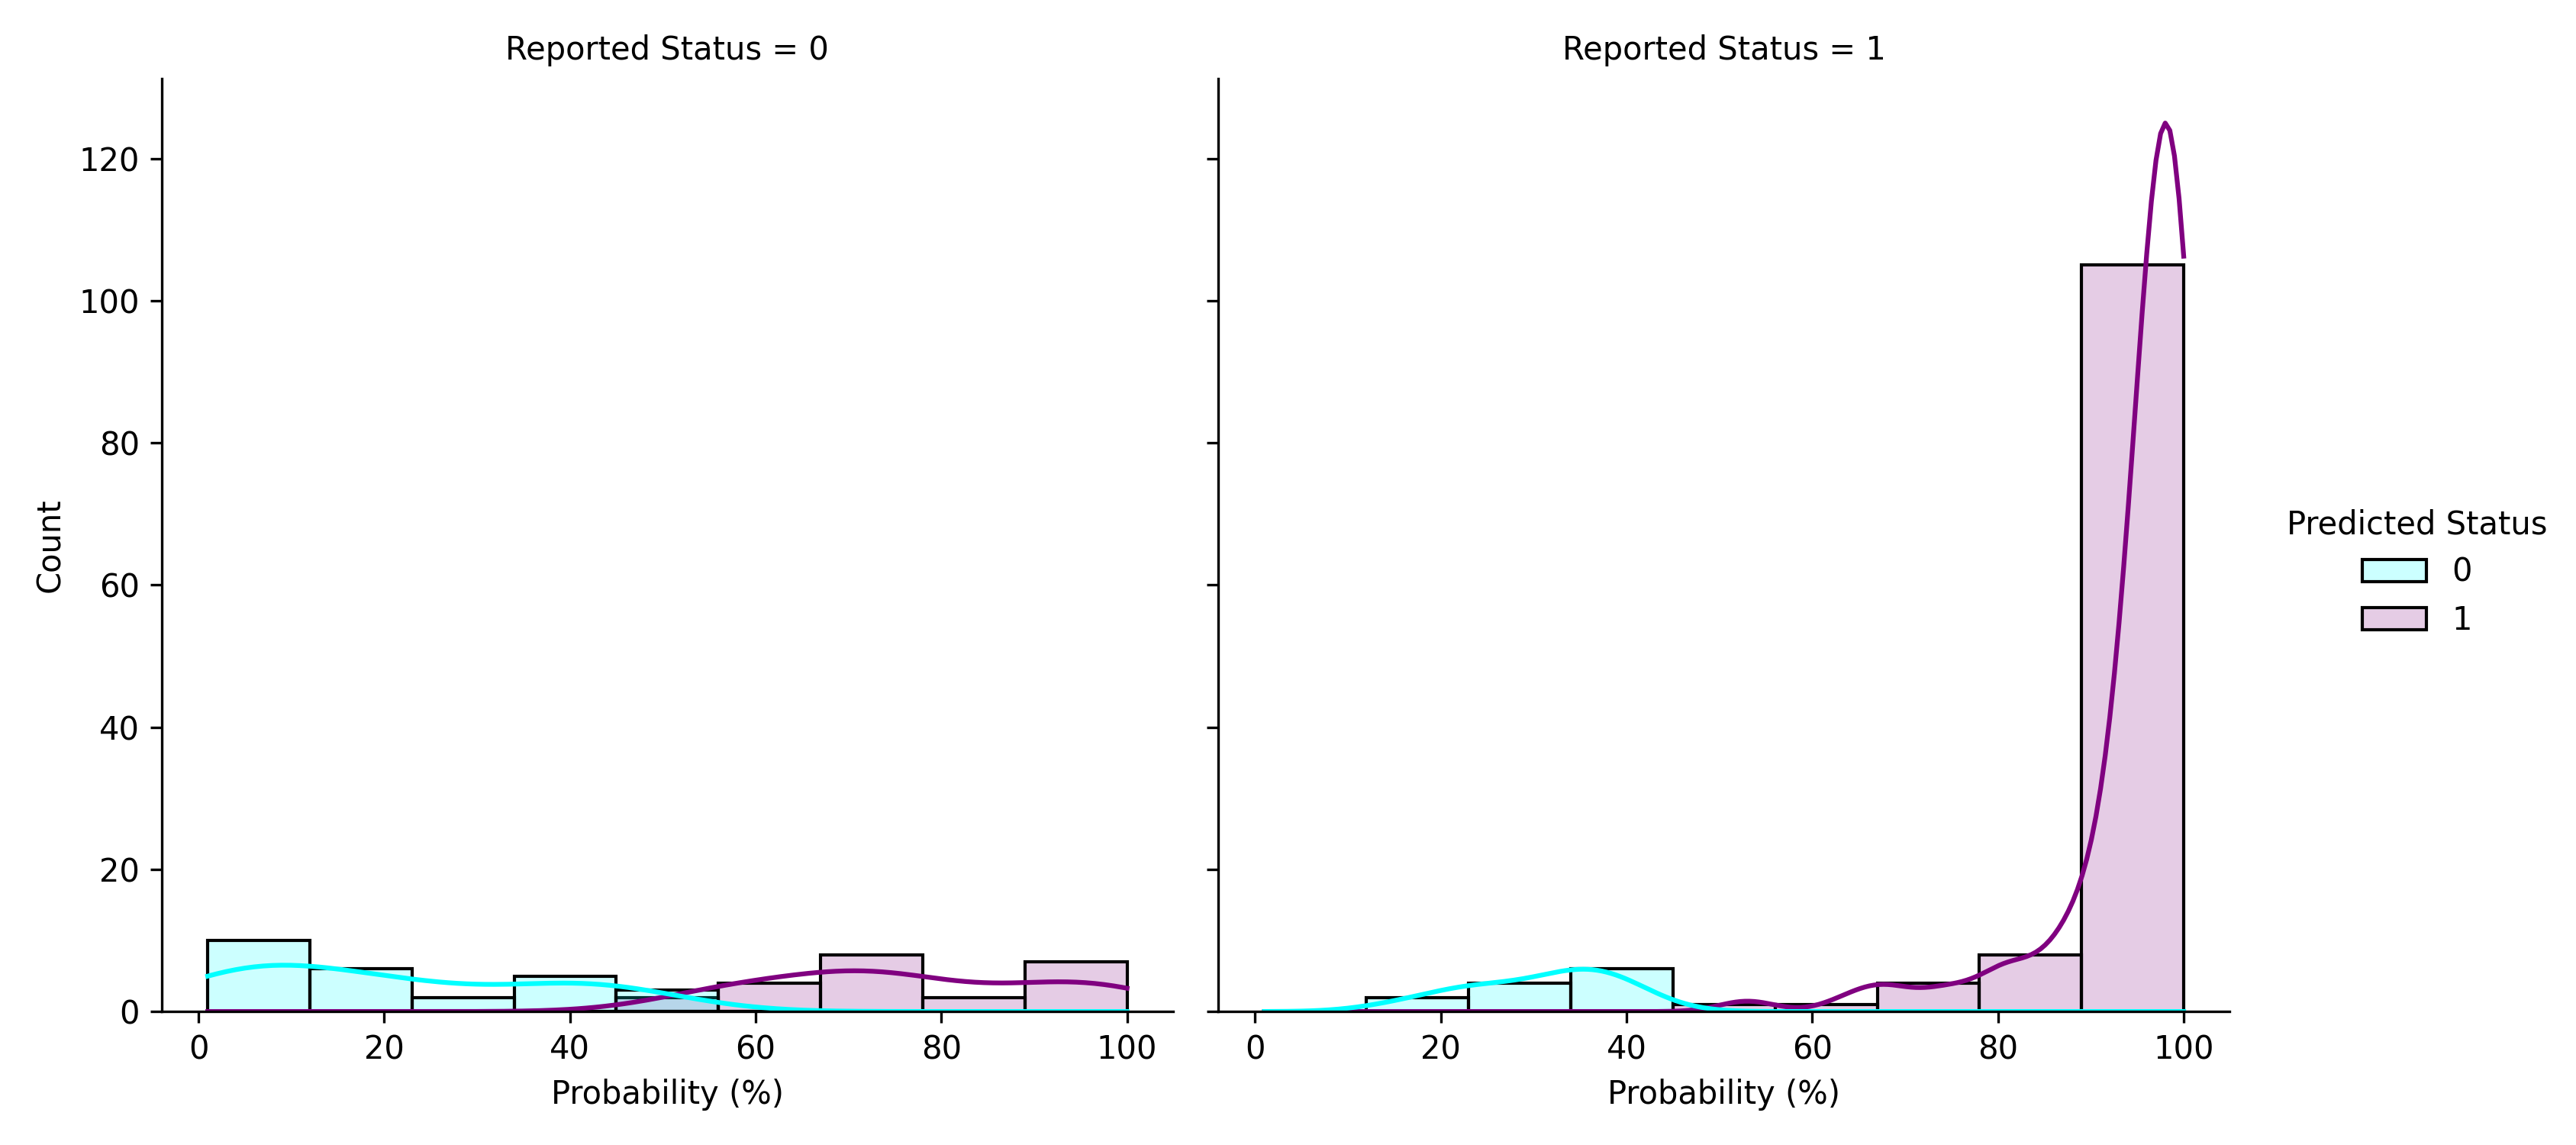 Reported Status = 0
Reported Status = 1
120
100
80
60
40
20
0
Count
0 20 40 60 80 100
0 20 40 60 80 100
Probability (%)
Probability (%)
Predicted Status
0
1